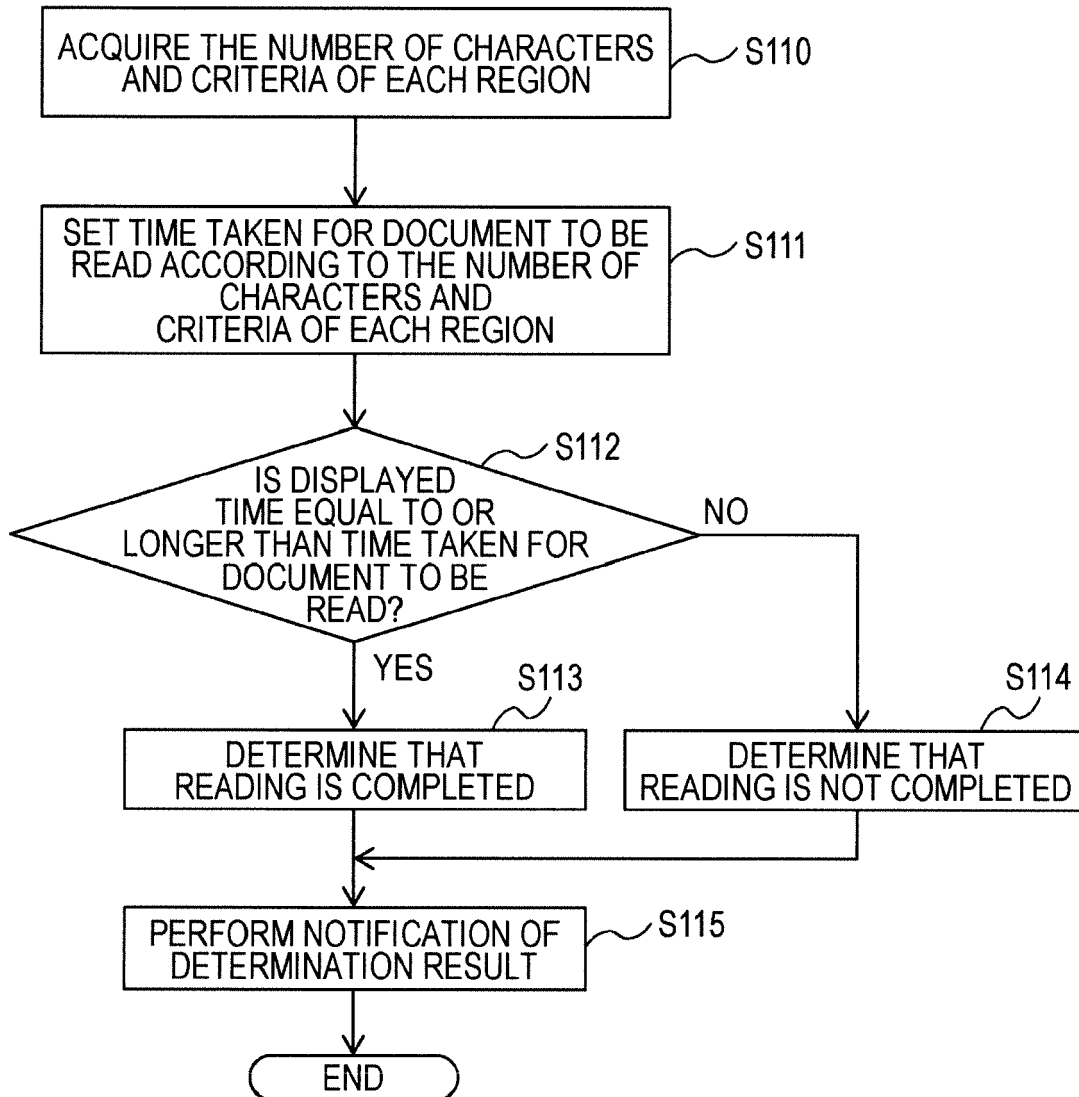 ACQUIRE THE NUMBER OF CHARACTERS
AND CRITERIA OF EACH REGION
S110
SET TIME TAKEN FOR DOCUMENT TO BE
READ ACCORDING TO THE NUMBER OF
CHARACTERS AND
CRITERIA OF EACH REGION
S111
S112
IS DISPLAYED
TIME EQUAL TO OR
LONGER THAN TIME TAKEN FOR
DOCUMENT TO BE
READ?
NO
YES
S113
DETERMINE THAT
READING IS COMPLETED
S114
DETERMINE THAT
READING IS NOT COMPLETED
PERFORM NOTIFICATION OF
DETERMINATION RESULT
S115
END